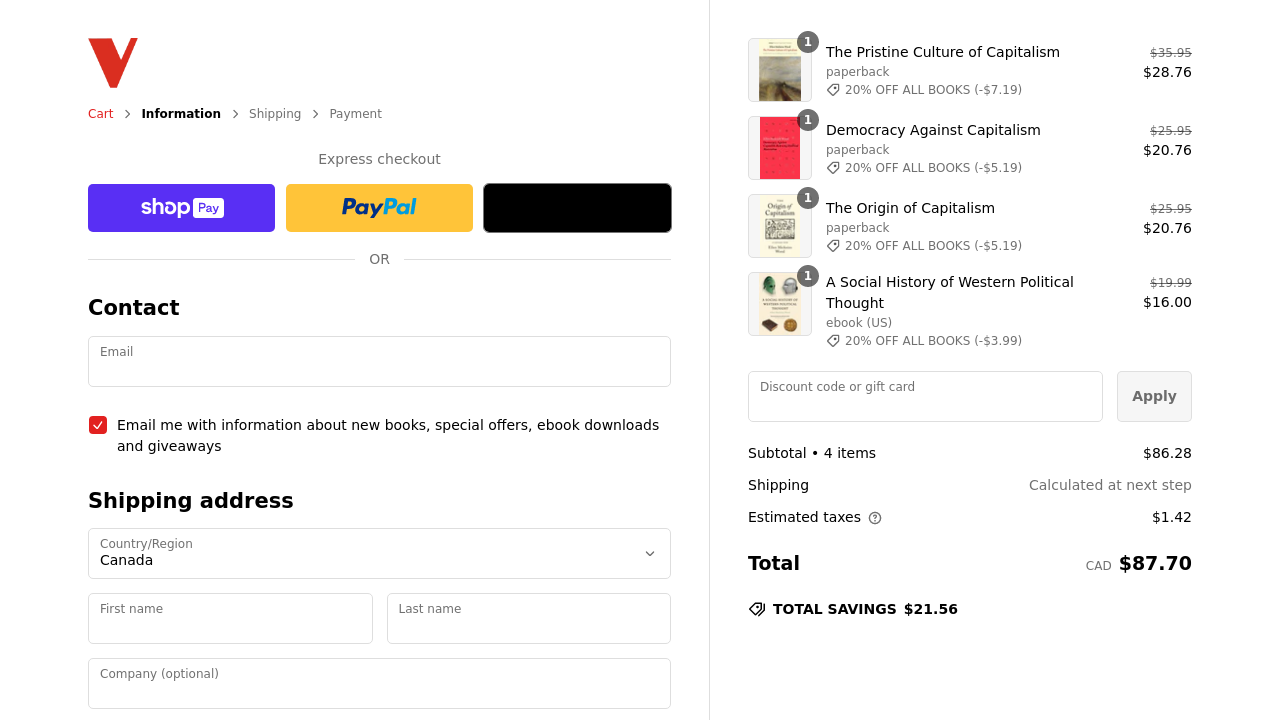 V
Cart > Information > Shipping > Payment
Express checkout
shop Pay
PayPal
OR
Contact
Email
Email me with information about new books, special offers, ebook downloads
and giveaways
Shipping address
Country/Region
Canada
First name
Last name
Company (optional)
1
The Pristine Culture of Capitalism
$35.95
paperback
$28.76
20% OFF ALL BOOKS (-$7.19)
1
Democracy Against Capitalism
$25.95
paperback
$20.76
20% OFF ALL BOOKS (-$5.19)
The Origin of Capitalism
1
The Origin of Capitalism
$25.95
paperback
$20.76
20% OFF ALL BOOKS (-$5.19)
1
A Social History of Western Political
Thought
$19.99
$16.00
ebook (US)
20% OFF ALL BOOKS (-$3.99)
Discount code or gift card
Apply
Subtotal • 4 items
$86.28
Shipping
Calculated at next step
Estimated taxes
$1.42
Total
CAD $87.70
TOTAL SAVINGS $21.56